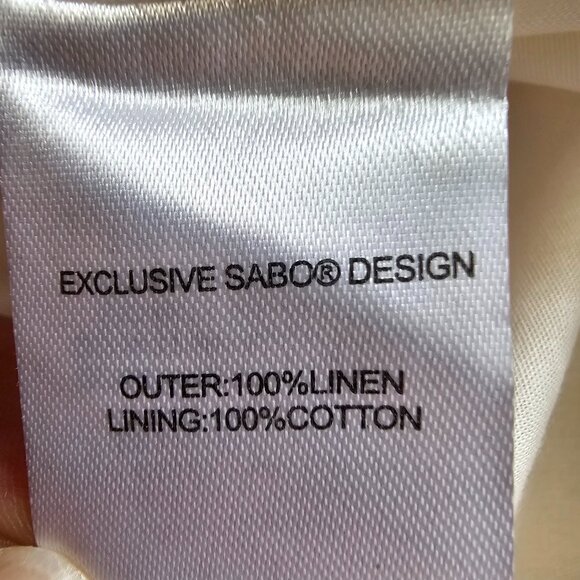 EXCLUSIVE SABO® DESIGN
OUTER:100%LINEN
LINING:100%COTTON